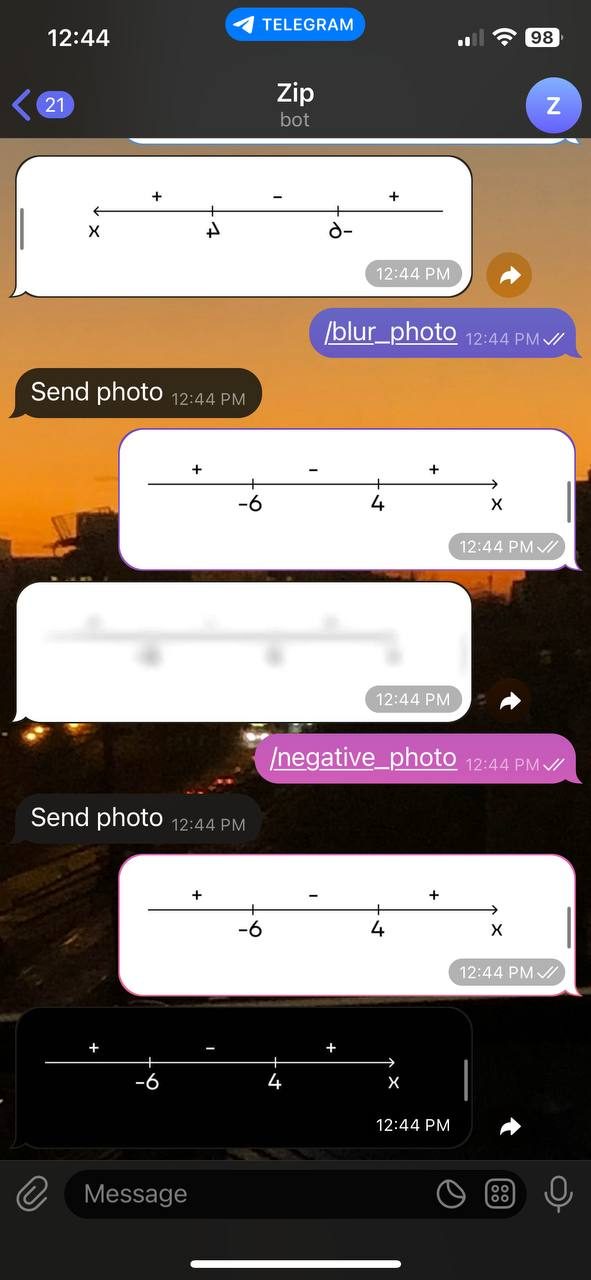 12:44
TELEGRAM
98
21
Zip
bot
Z
+ − +
x 4 -6
12:44 PM
/blur_photo 12:44 PM
Send photo 12:44 PM
+ − +
-6 4 x
12:44 PM
12:44 PM
/negative_photo 12:44 PM
Send photo 12:44 PM
+ − +
-6 4 x
12:44 PM
+ − +
-6 4 x
12:44 PM
Message